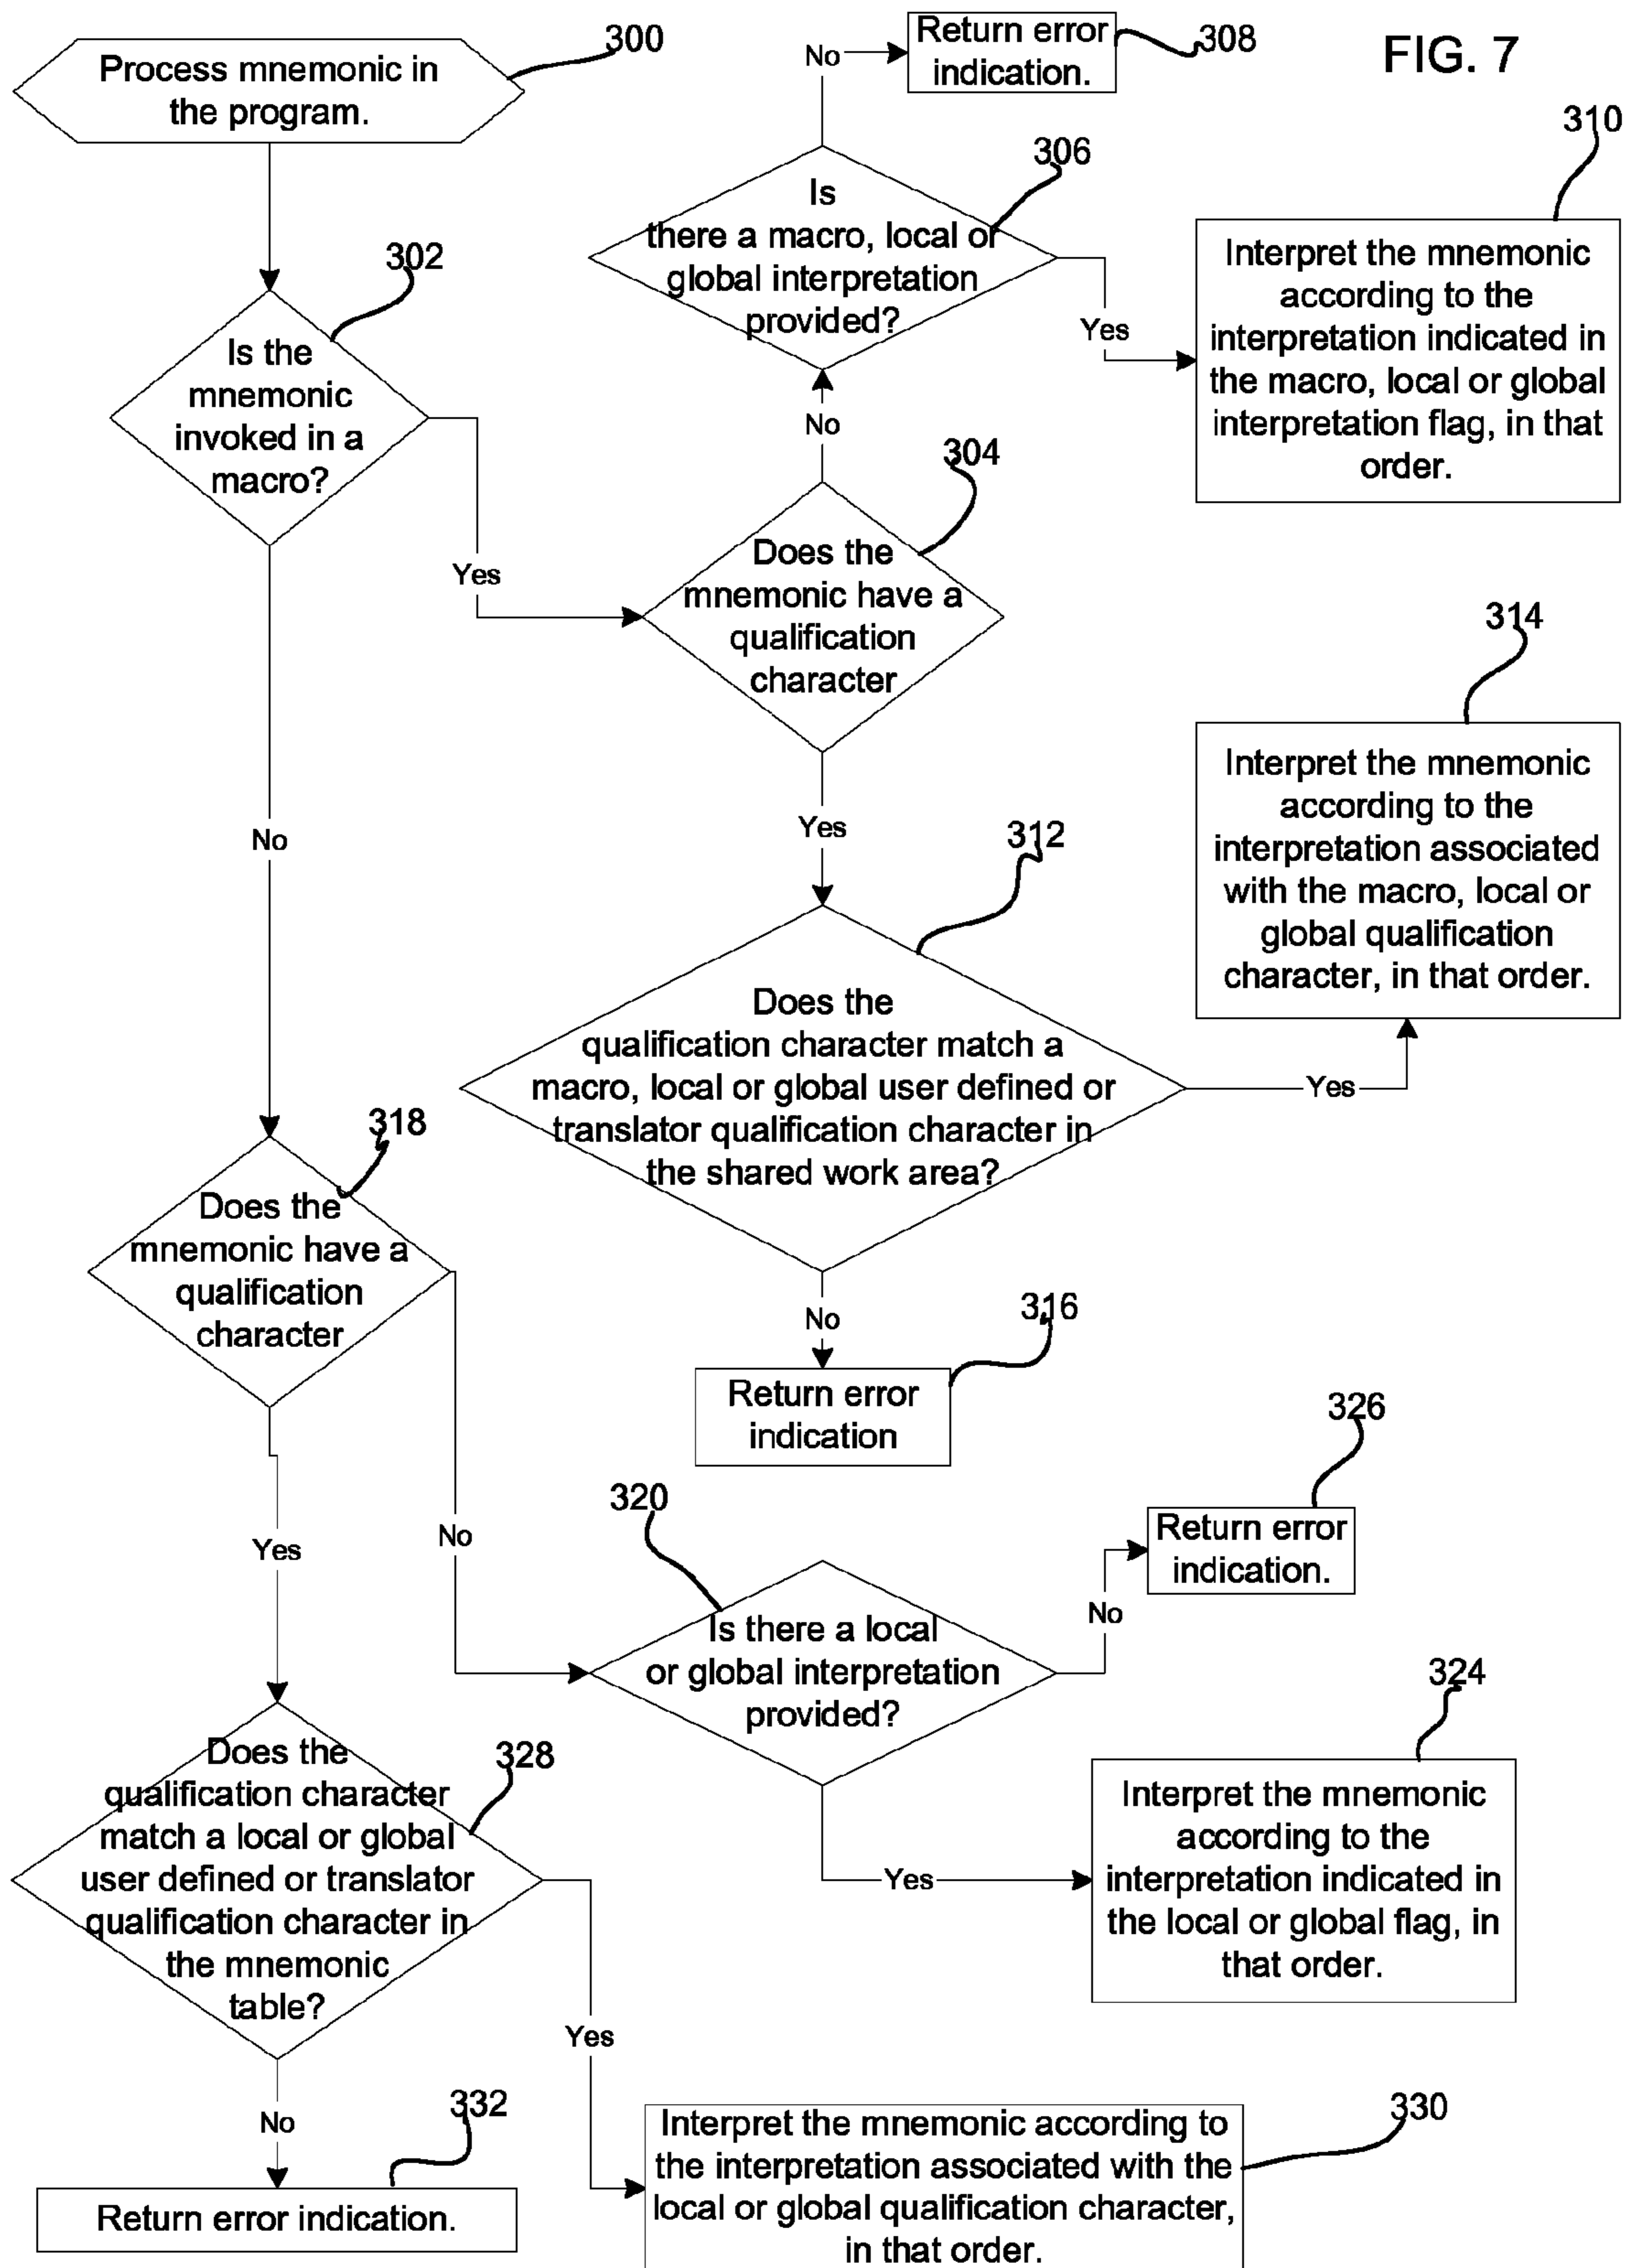 FIG. 7
300
Process mnemonic in
the program.
302
Is the
mnemonic
invoked in a
macro?
Yes
No
304
Does the
mnemonic have a
qualification
character
No
Yes
306
Is
there a macro, local or
global interpretation
provided?
No
Yes
308
Return error
indication.
310
Interpret the mnemonic
according to the
interpretation indicated in
the macro, local or global
interpretation flag, in that
order.
312
Does the
qualification character match a
macro, local or global user defined or
translator qualification character in
the shared work area?
Yes
No
314
Interpret the mnemonic
according to the
interpretation associated
with the macro, local or
global qualification
character, in that order.
316
Return error
indication
318
Does the
mnemonic have a
qualification
character
Yes
No
320
Is there a local
or global interpretation
provided?
No
Yes
326
Return error
indication.
324
Interpret the mnemonic
according to the
interpretation indicated in
the local or global flag, in
that order.
328
Does the
qualification character
match a local or global
user defined or translator
qualification character in
the mnemonic
table?
Yes
No
332
Return error indication.
330
Interpret the mnemonic according to
the interpretation associated with the
local or global qualification character,
in that order.